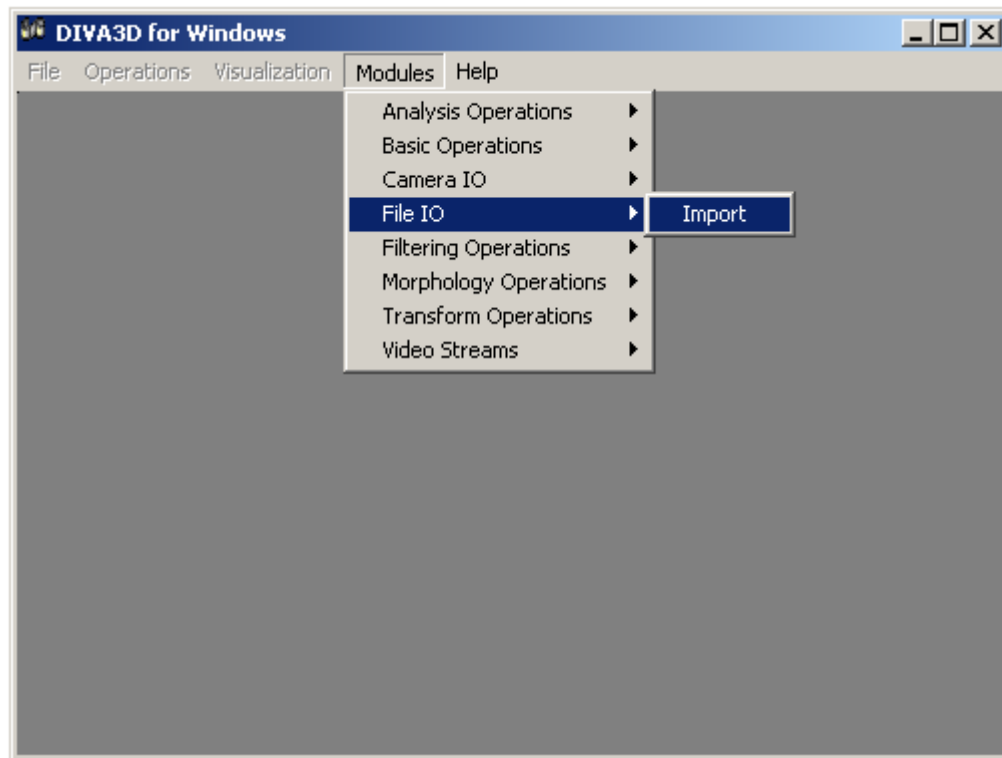 DIVA3D for Windows
File Operations Visualization Modules Help
Analysis Operations
Basic Operations
Camera IO
File IO Import
Filtering Operations
Morphology Operations
Transform Operations
Video Streams